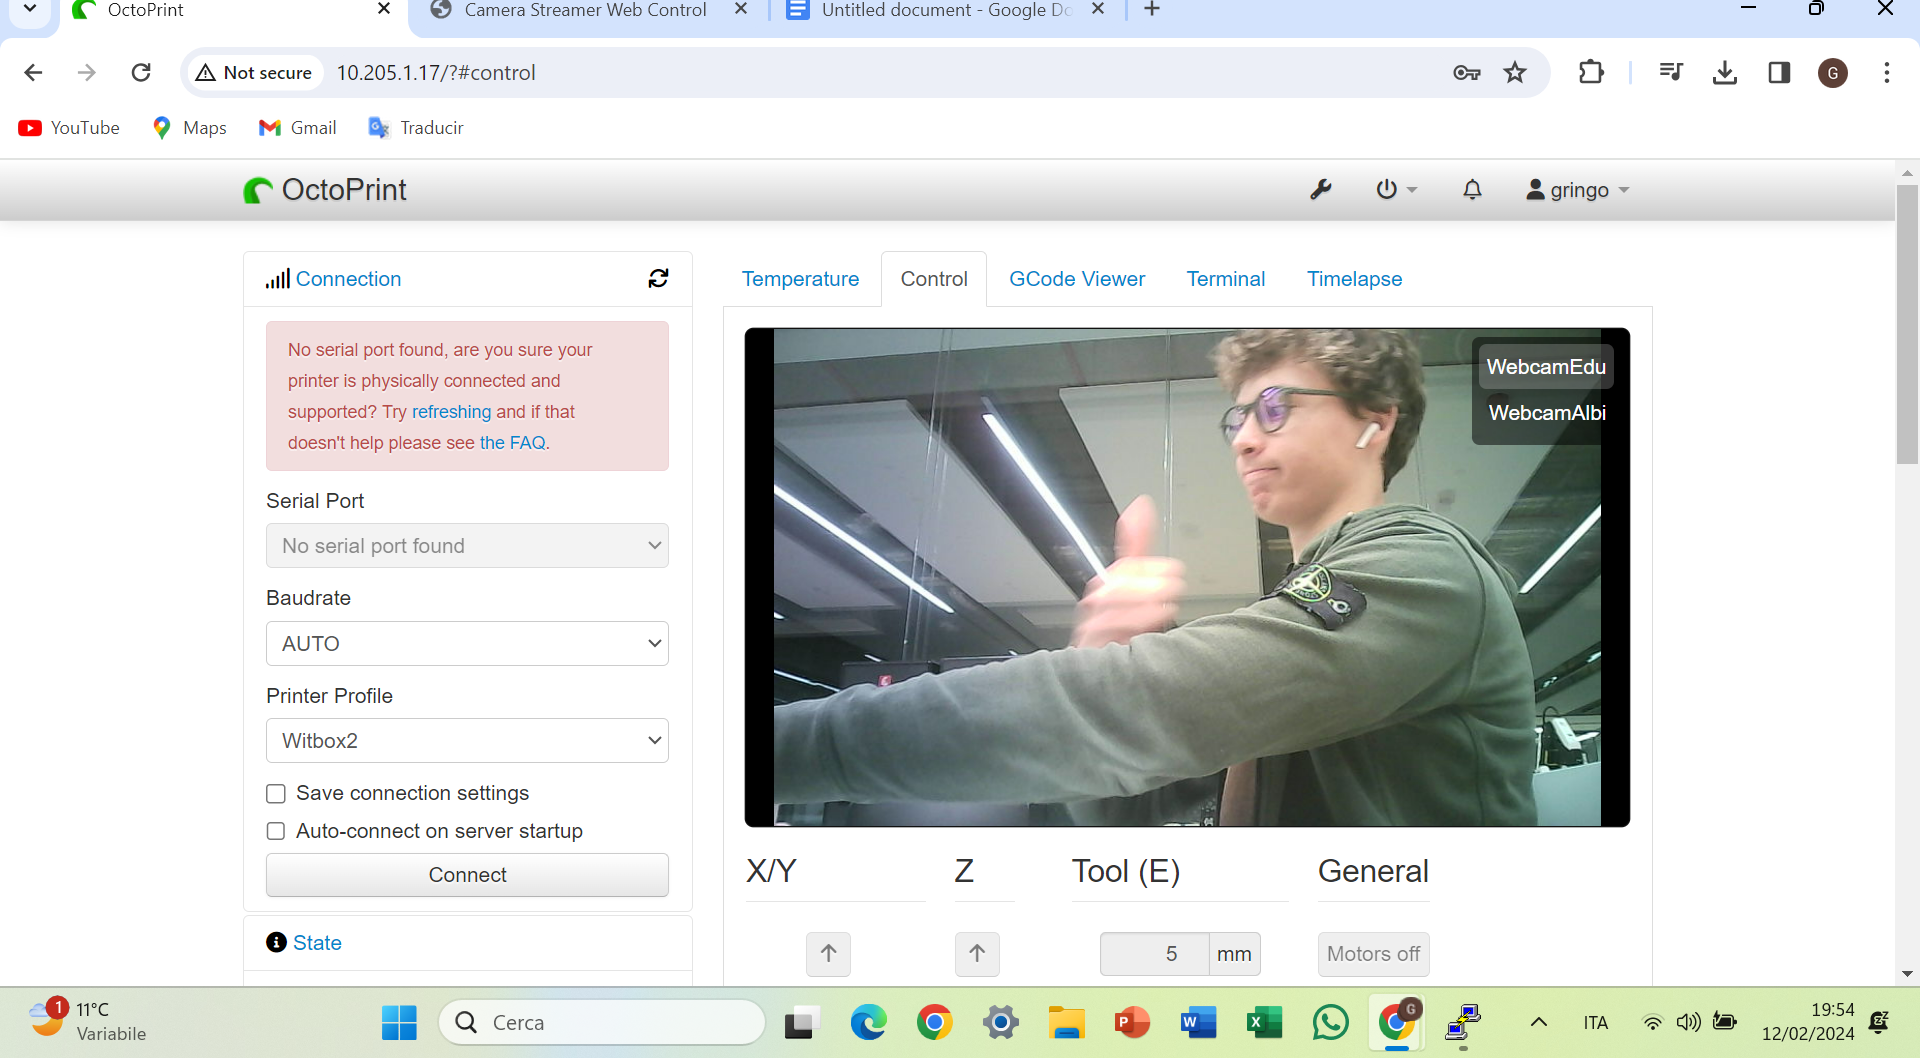 OctoPrint
Camera Streamer Web Control
Untitled document - Google Do
Not secure
10.205.1.17/?#control
G
YouTube
Maps
Gmail
Traducir
OctoPrint
gringo
Connection
No serial port found, are you sure your
printer is physically connected and
supported? Try refreshing and if that
doesn't help please see the FAQ.
Serial Port
No serial port found
Baudrate
AUTO
Printer Profile
Witbox2
Save connection settings
Auto-connect on server startup
Connect
State
Temperature
Control
GCode Viewer
Terminal
Timelapse
WebcamEdu
WebcamAlbi
X/Y
Z
Tool (E)
General
5
mm
Motors off
1
11°C
Variabile
Cerca
P
W
X
G
ITA
19:54
12/02/2024